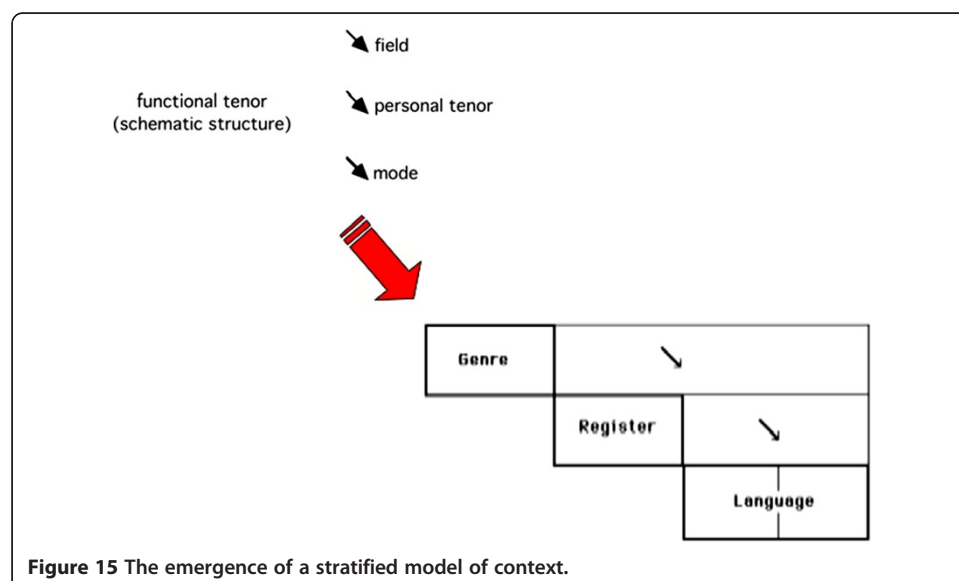 field
functional tenor
(schematic structure)
personal tenor
mode
Genre
Register
Language
Figure 15 The emergence of a stratified model of context.